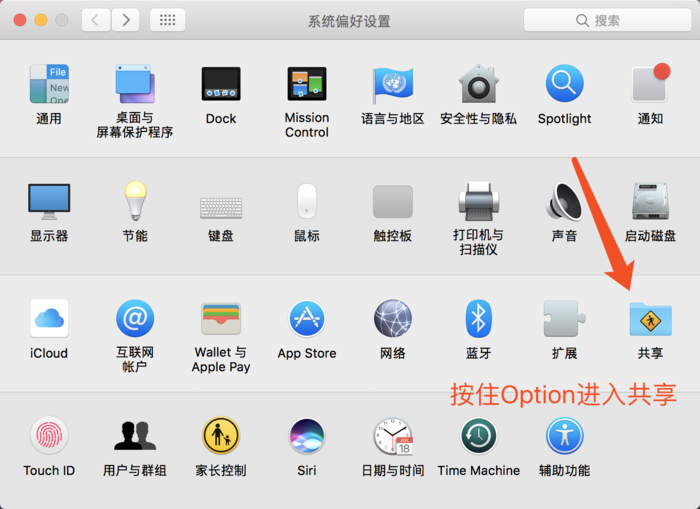 系统偏好设置
搜索
File
New
Ope
通用
桌面与
屏幕保护程序
Dock
Mission
Control
语言与地区
安全性与隐私
Spotlight
通知
显示器
节能
键盘
鼠标
触控板
打印机与
扫描仪
声音
启动磁盘
iCloud
互联网
帐户
Wallet 与
Apple Pay
App Store
网络
蓝牙
扩展
共享
按住Option进入共享
Touch ID
用户与群组
家长控制
Siri
JUL
18
日期与时间
Time Machine
辅助功能